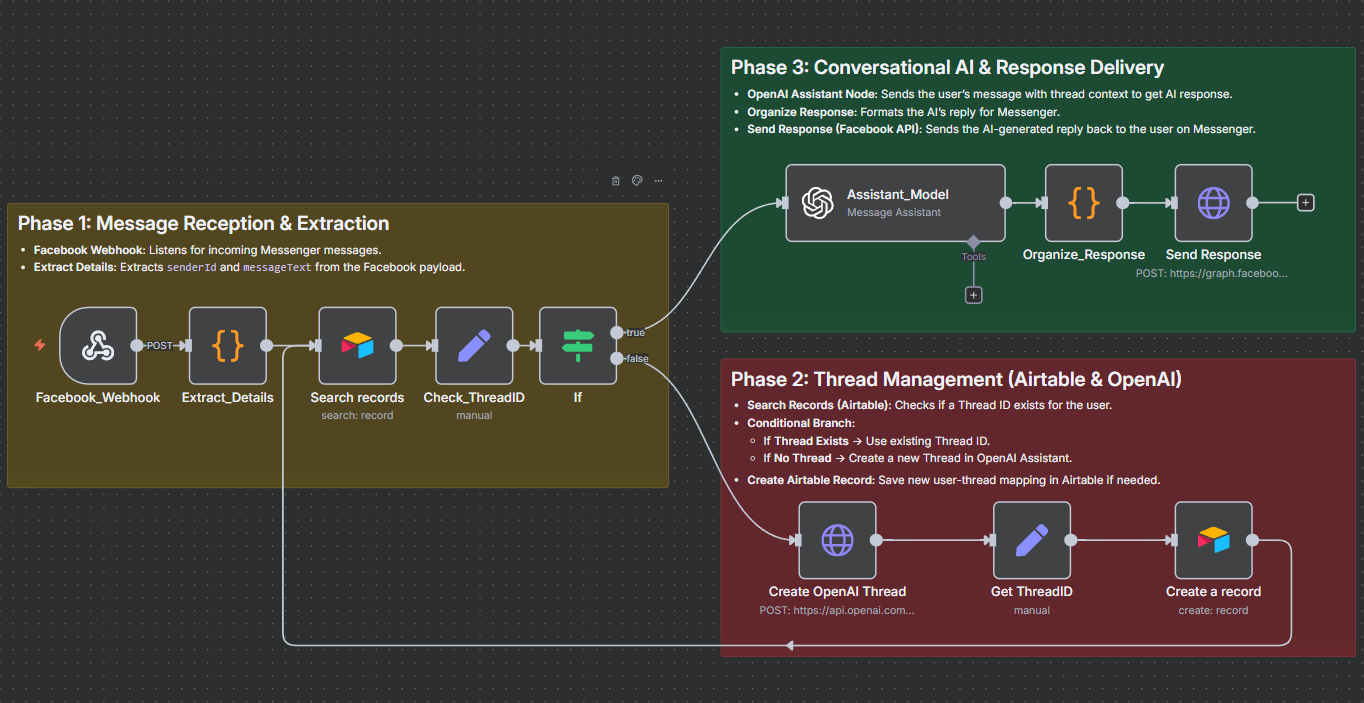 Phase 1: Message Reception & Extraction
• Facebook Webhook: Listens for incoming Messenger messages.
• Extract Details: Extracts senderId and messageText from the Facebook payload.
POST
true
false
Facebook_Webhook
Extract_Details
Search records
search: record
Check_ThreadID
manual
If
Phase 3: Conversational AI & Response Delivery
• OpenAI Assistant Node: Sends the user's message with thread context to get AI response.
• Organize Response: Formats the AI's reply for Messenger.
• Send Response (Facebook API): Sends the AI-generated reply back to the user on Messenger.
Assistant_Model
Message Assistant
Tools
Organize_Response
Send Response
POST: https://graph.faceboo...
Phase 2: Thread Management (Airtable & OpenAI)
• Search Records (Airtable): Checks if a Thread ID exists for the user.
• Conditional Branch:
◦ If Thread Exists → Use existing Thread ID.
◦ If No Thread → Create a new Thread in OpenAI Assistant.
• Create Airtable Record: Save new user-thread mapping in Airtable if needed.
Create OpenAI Thread
POST: https://api.openai.com...
Get ThreadID
manual
Create a record
create: record